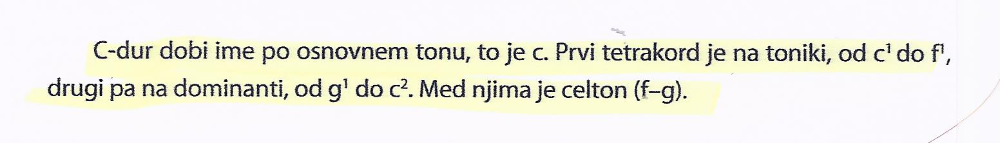 C-dur dobi ime po osnovnem tonu, to je c. Prvi tetrakord je na toniki, od c¹ do f¹,
drugi pa na dominanti, od g¹ do c². Med njima je celton (f–g).